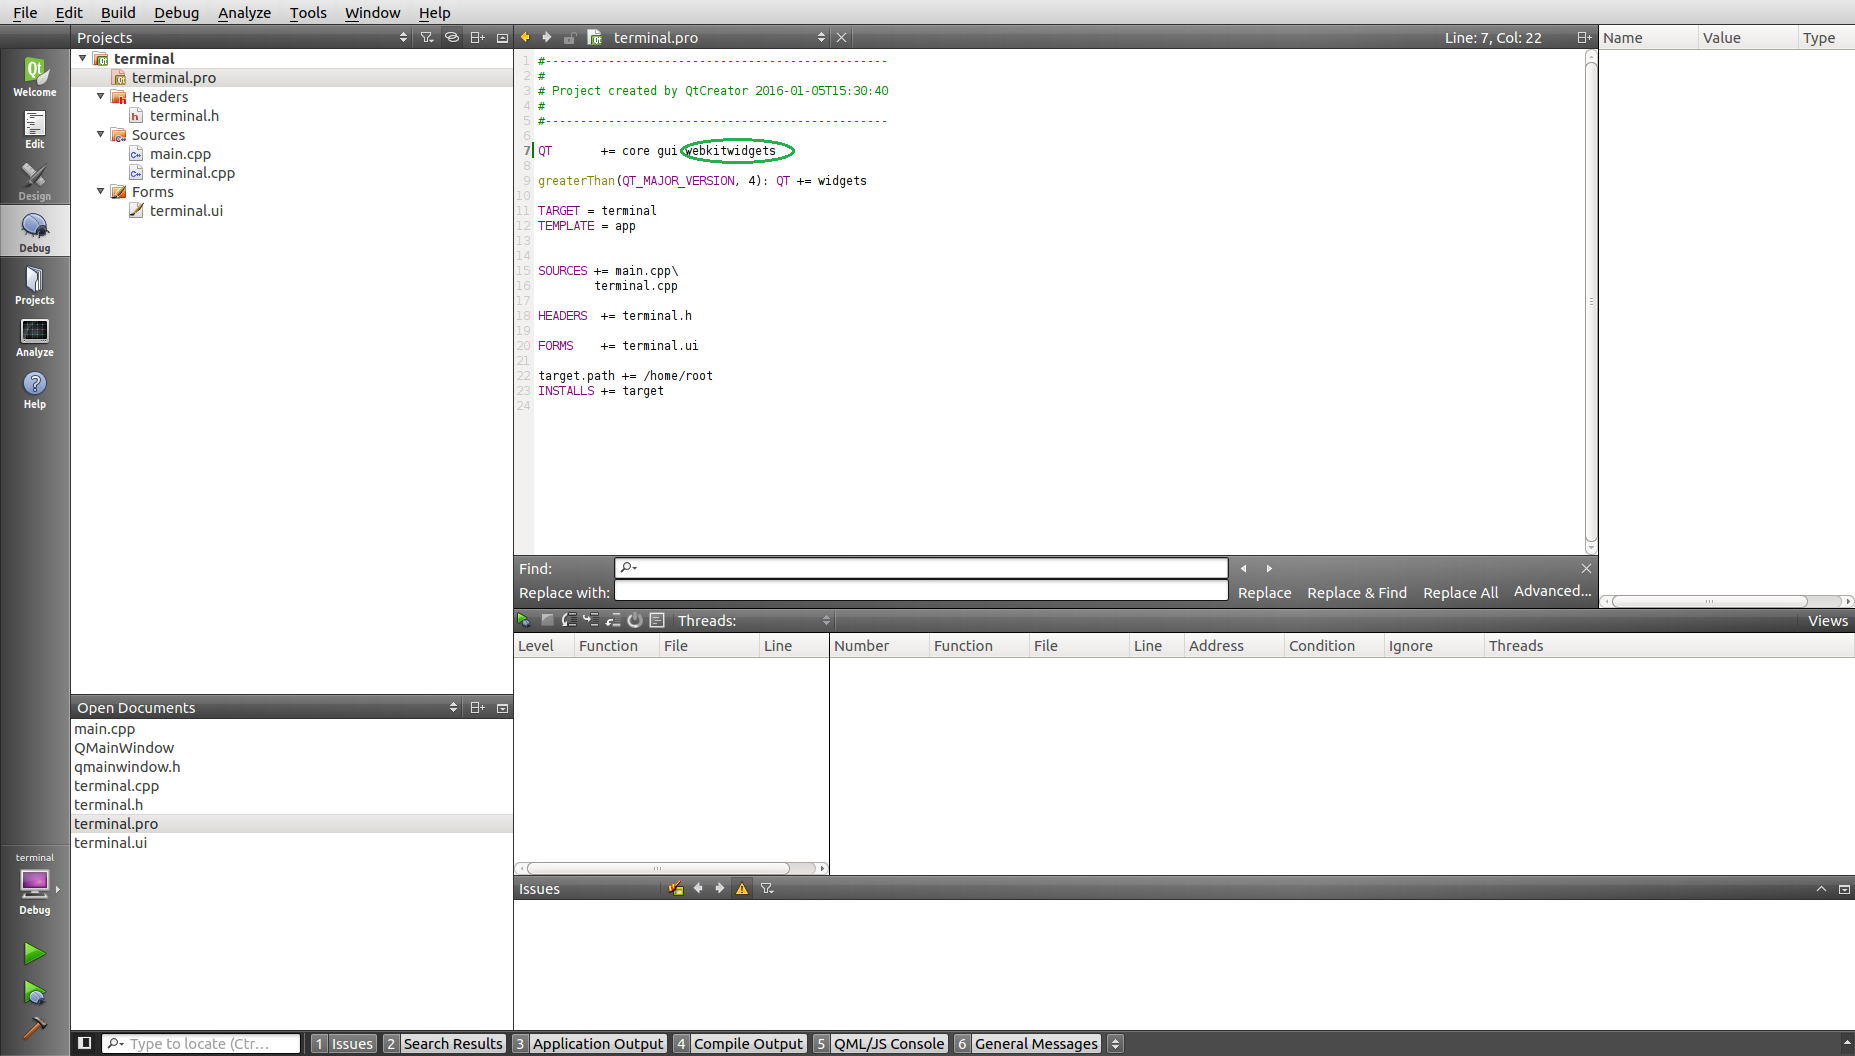 File Edit Build Debug Analyze Tools Window Help
Projects
terminal.pro
Line: 7, Col: 22
Name Value Type
Welcome
Edit
Design
Debug
Projects
Analyze
Help
terminal
terminal.pro
Headers
terminal.h
Sources
main.cpp
terminal.cpp
Forms
terminal.ui
1 #-------------------------------------------------
2 #
3 # Project created by QtCreator 2016-01-05T15:30:40
4 #
5 #-------------------------------------------------
6
7 QT       += core gui webkitwidgets
8
9 greaterThan(QT_MAJOR_VERSION, 4): QT += widgets
10
11 TARGET = terminal
12 TEMPLATE = app
13
14
15 SOURCES += main.cpp\
16         terminal.cpp
17
18 HEADERS  += terminal.h
19
20 FORMS    += terminal.ui
21
22 target.path += /home/root
23 INSTALLS += target
24
Find:
Replace with:
Replace Replace & Find Replace All Advanced...
Threads:
Views
Level Function File Line
Number Function File Line Address Condition Ignore Threads
Open Documents
main.cpp
QMainWindow
qmainwindow.h
terminal.cpp
terminal.h
terminal.pro
terminal.ui
Issues
terminal
Debug
Type to locate (Ctr...
1 Issues 2 Search Results 3 Application Output 4 Compile Output 5 QML/JS Console 6 General Messages